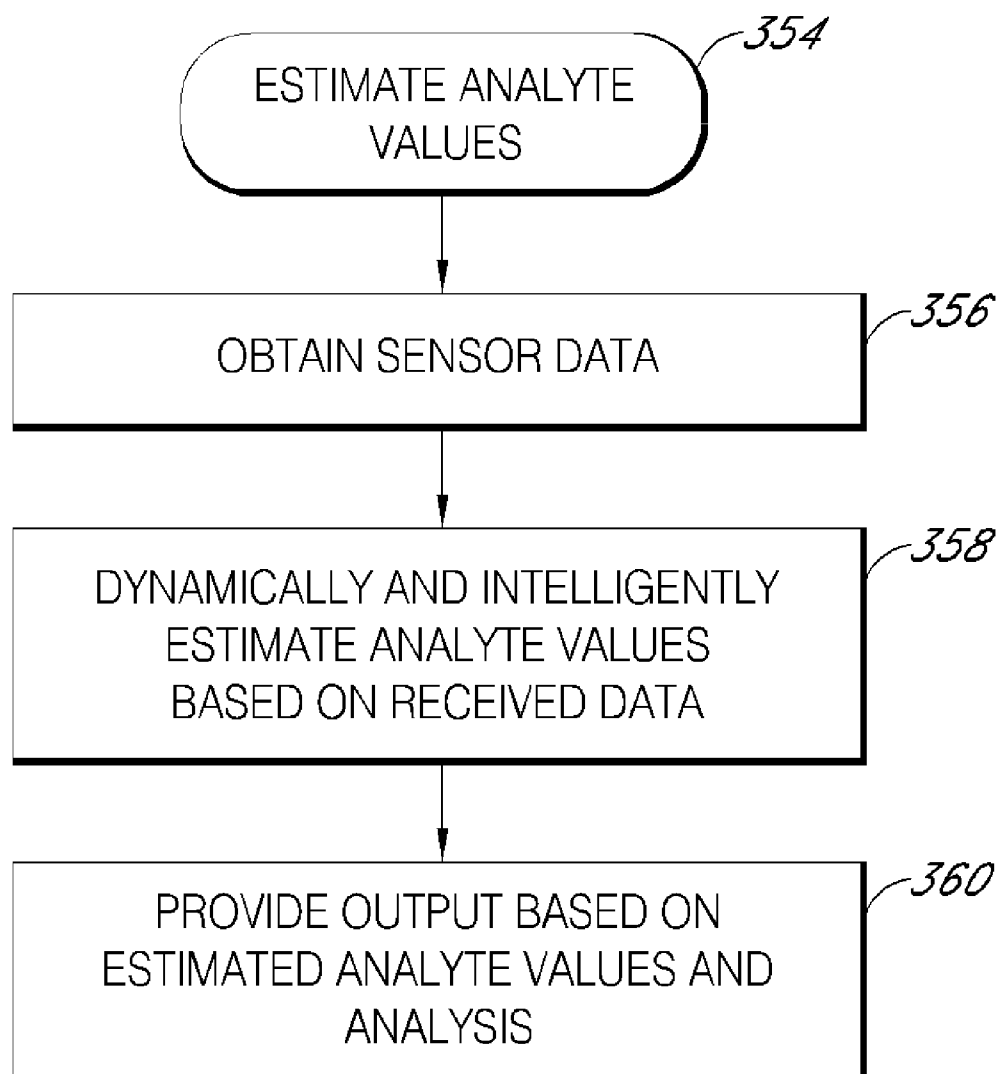 354
ESTIMATE ANALYTE
VALUES
356
OBTAIN SENSOR DATA
358
DYNAMICALLY AND INTELLIGENTLY
ESTIMATE ANALYTE VALUES
BASED ON RECEIVED DATA
360
PROVIDE OUTPUT BASED ON
ESTIMATED ANALYTE VALUES AND
ANALYSIS